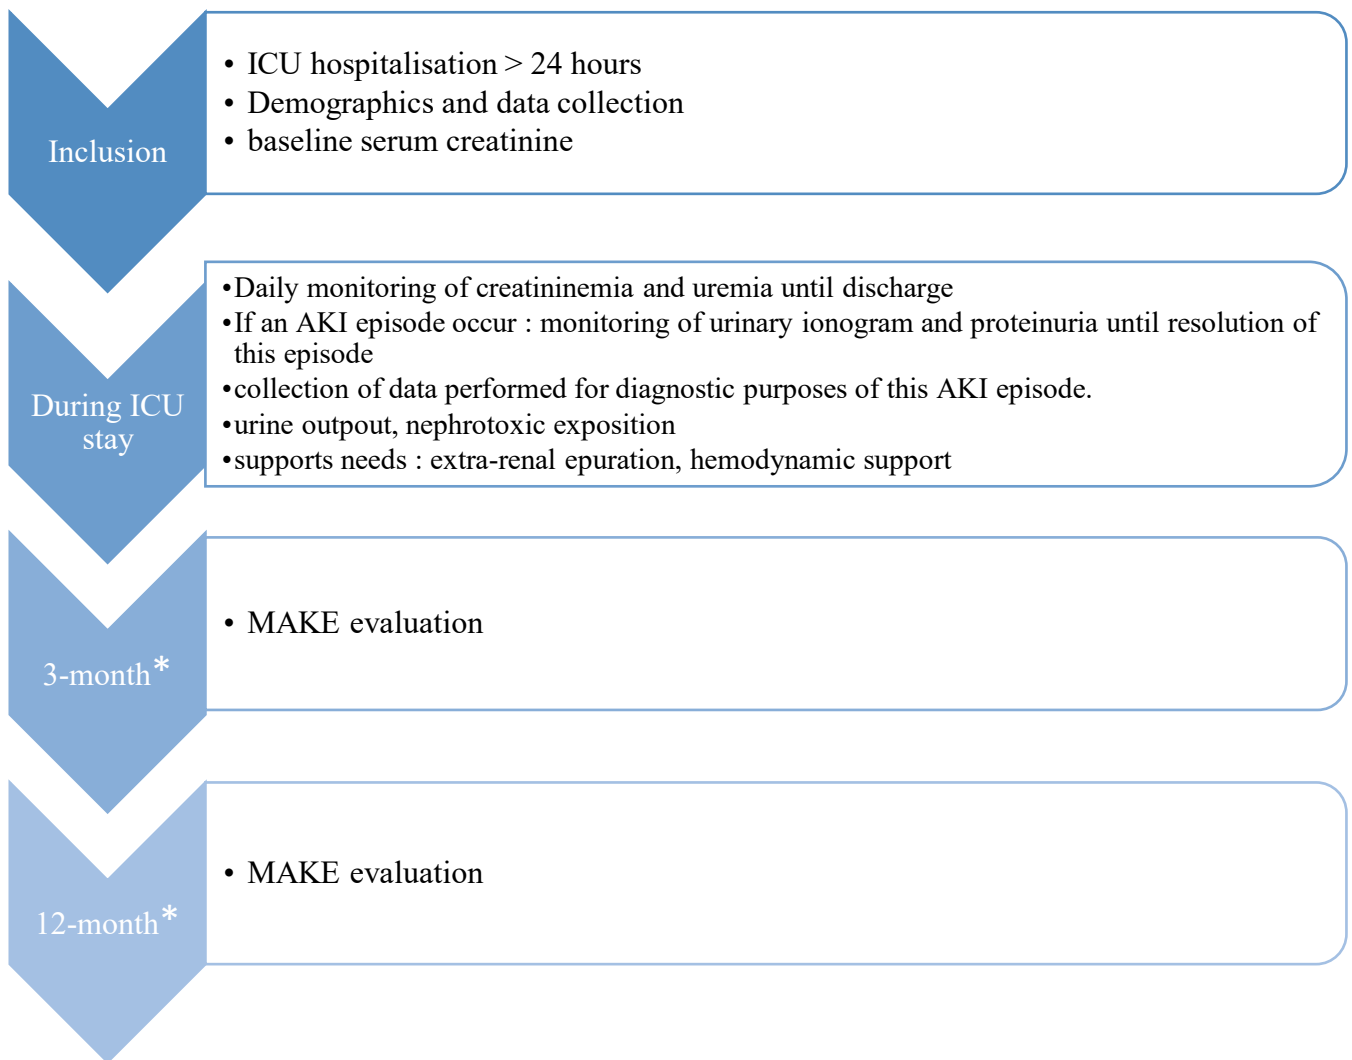 Inclusion
• ICU hospitalisation > 24 hours
• Demographics and data collection
• baseline serum creatinine
During ICU
stay
•Daily monitoring of creatininemia and uremia until discharge
•If an AKI episode occur : monitoring of urinary ionogram and proteinuria until resolution of
this episode
•collection of data performed for diagnostic purposes of this AKI episode.
•urine outpout, nephrotoxic exposition
•supports needs : extra-renal epuration, hemodynamic support
3-month*
• MAKE evaluation
12-month*
• MAKE evaluation